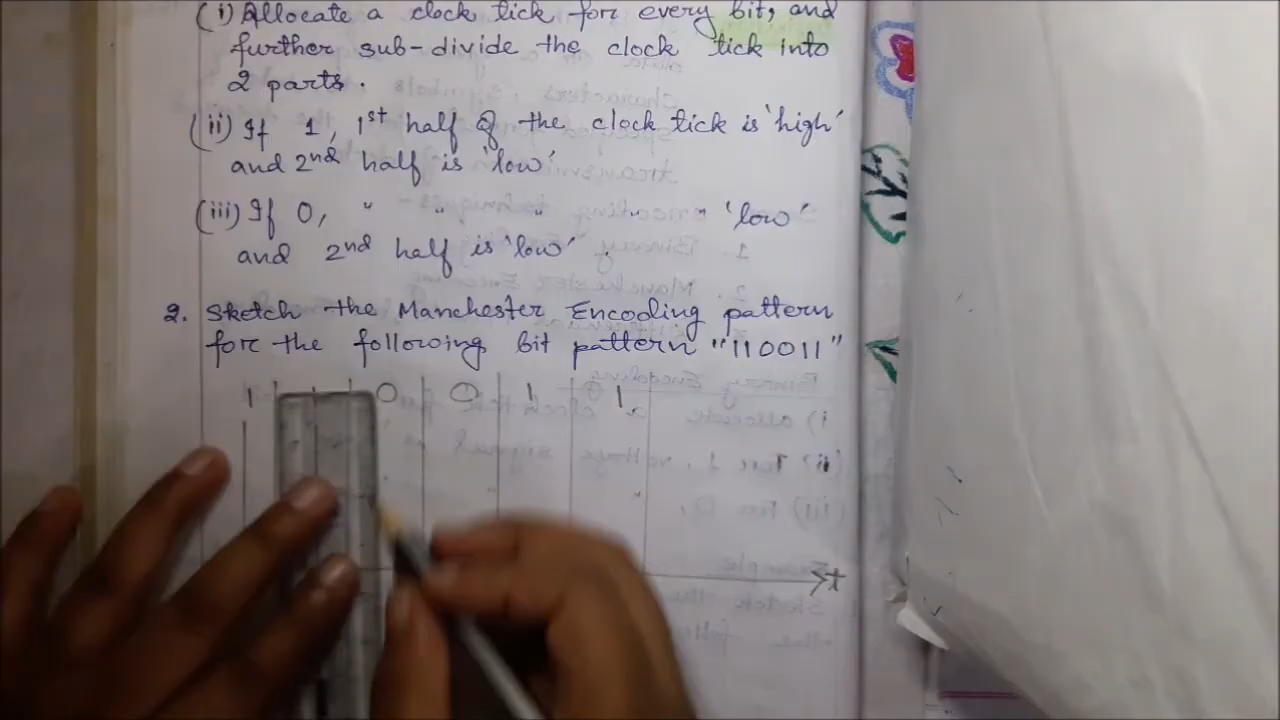 (i) Allocate a clock tick for every bit, and
further sub-divide the clock tick into
2 parts.
(ii) If 1, 1st half of the clock tick is 'high'
and 2nd half is 'low'
(iii) If 0, " " " " " 'low'
and 2nd half is 'low'.
2. Sketch the Manchester Encoding pattern
for the following bit pattern "110011"
1 0 0 1 1
t